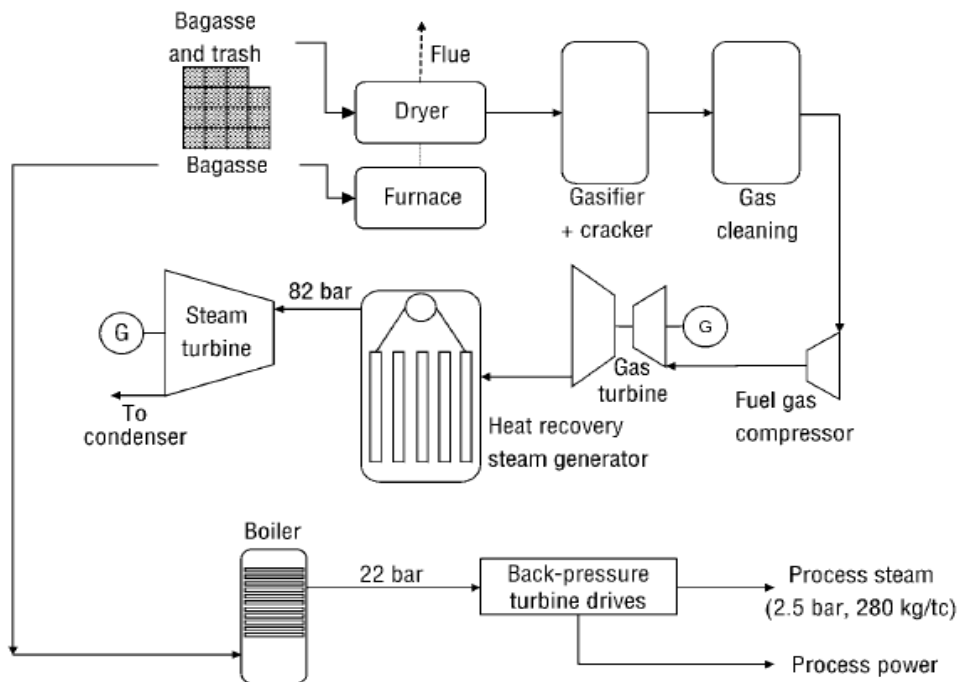 Bagasse
and trash
Flue
Dryer
Bagasse
Furnace
Gasifier
+ cracker
Gas
cleaning
82 bar
Steam
turbine
G
To
condenser
Heat recovery
steam generator
Gas
turbine
G
Fuel gas
compressor
Boiler
22 bar
Back-pressure
turbine drives
Process steam
(2.5 bar, 280 kg/tc)
Process power